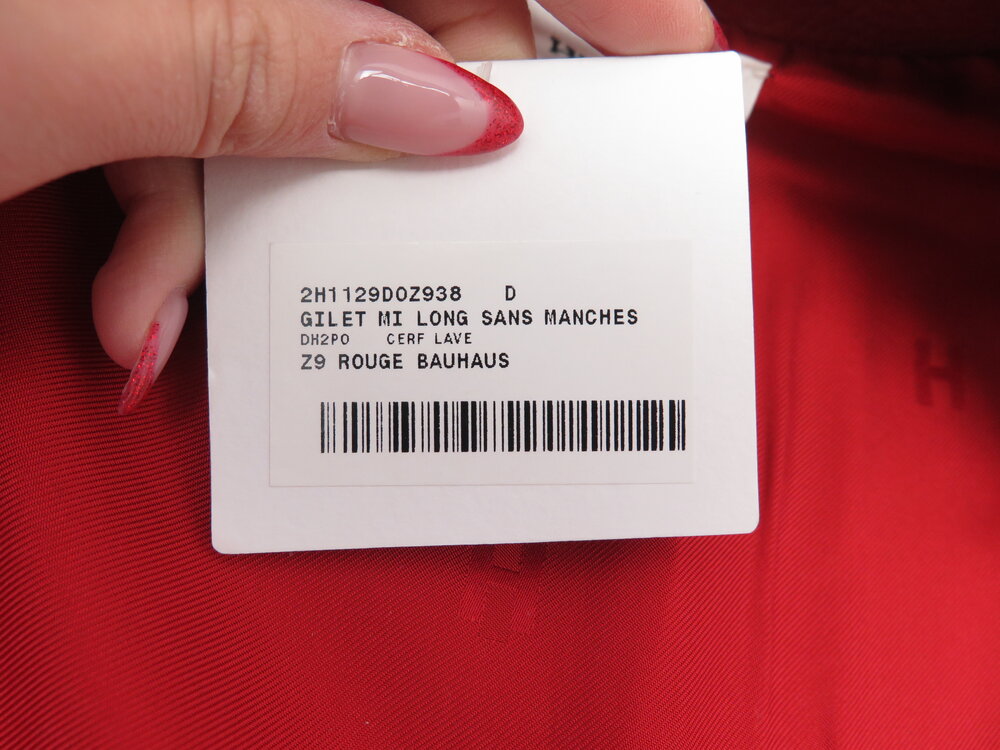 H
2H1129D0Z938 D
GILET MI LONG SANS MANCHES
DH2PO CERF LAVE
Z9 ROUGE BAUHAUS
H